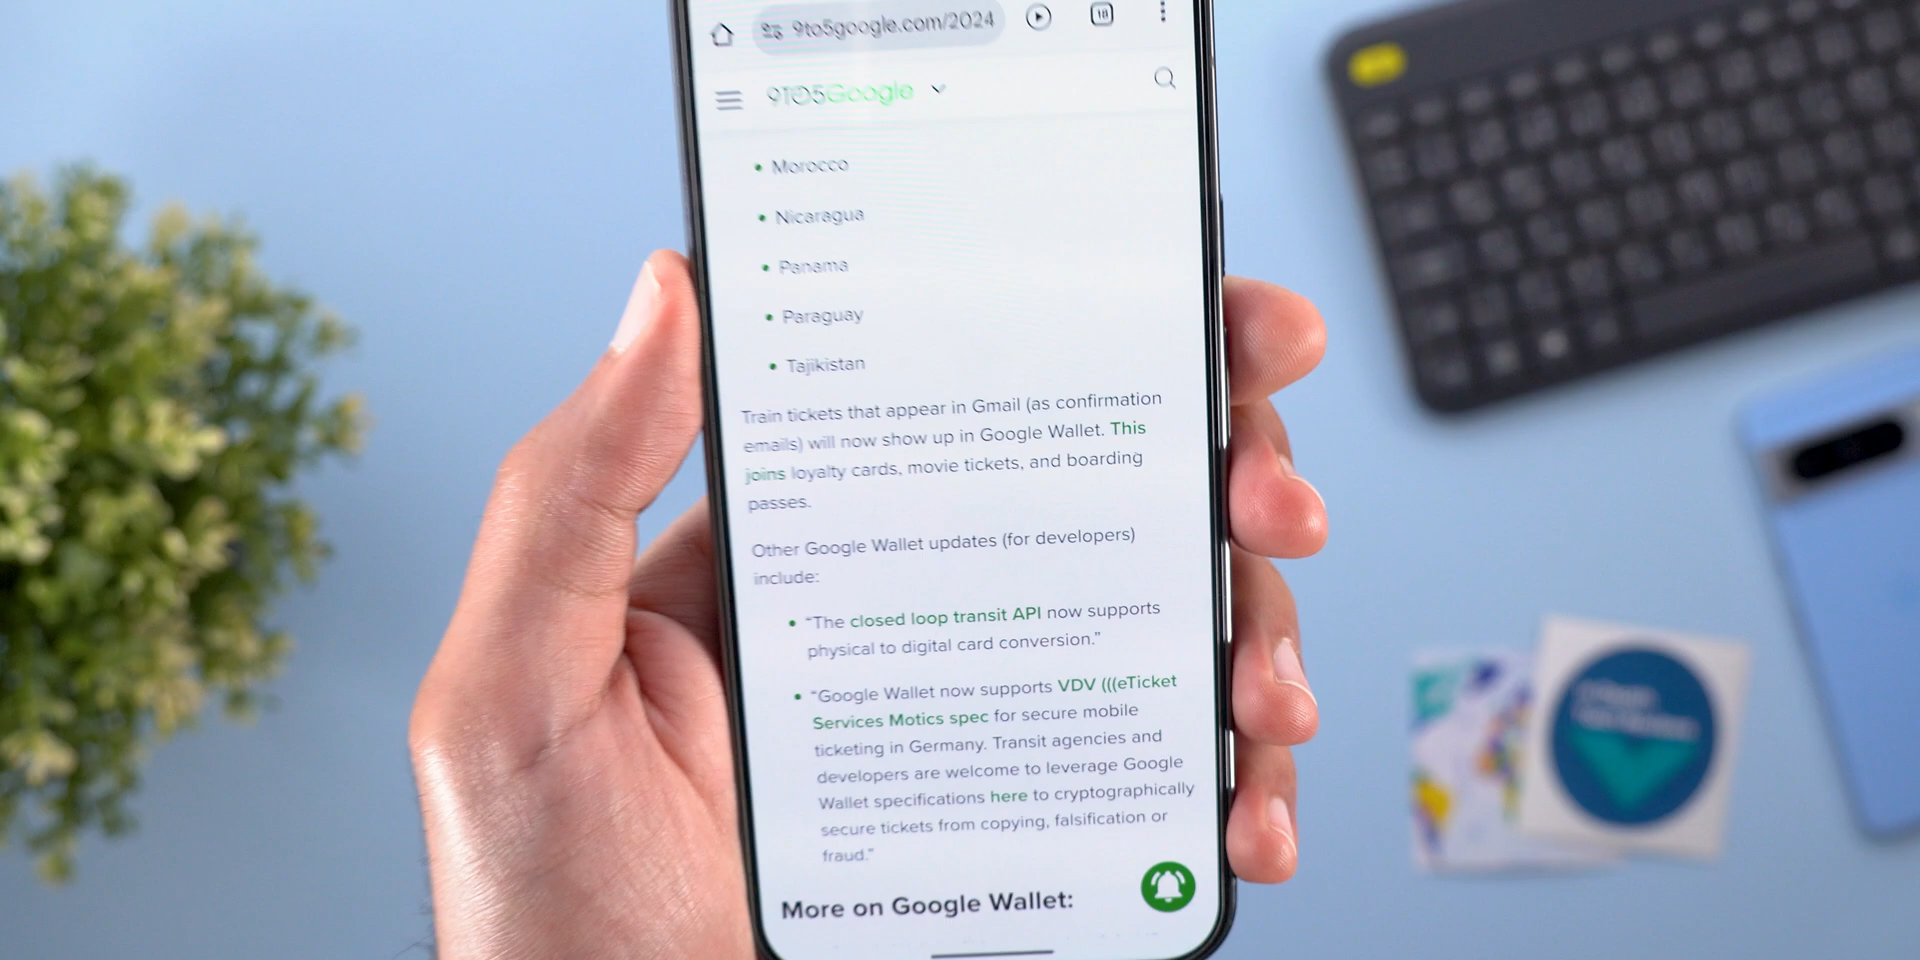 9to5google.com/2024
18
9TO5Google
• Morocco
• Nicaragua
• Panama
• Paraguay
• Tajikistan
Train tickets that appear in Gmail (as confirmation
emails) will now show up in Google Wallet. This
joins loyalty cards, movie tickets, and boarding
passes.
Other Google Wallet updates (for developers)
include:
• “The closed loop transit API now supports
physical to digital card conversion.”
• “Google Wallet now supports VDV (((eTicket
Services Motics spec for secure mobile
ticketing in Germany. Transit agencies and
developers are welcome to leverage Google
Wallet specifications here to cryptographically
secure tickets from copying, falsification or
fraud.”
More on Google Wallet: